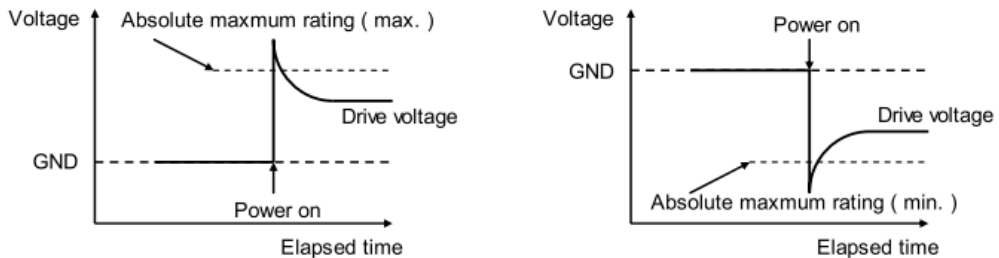 Voltage
Absolute maxmum rating ( max. )
GND
Drive voltage
Power on
Elapsed time
Voltage
Power on
GND
Drive voltage
Absolute maxmum rating ( min. )
Elapsed time